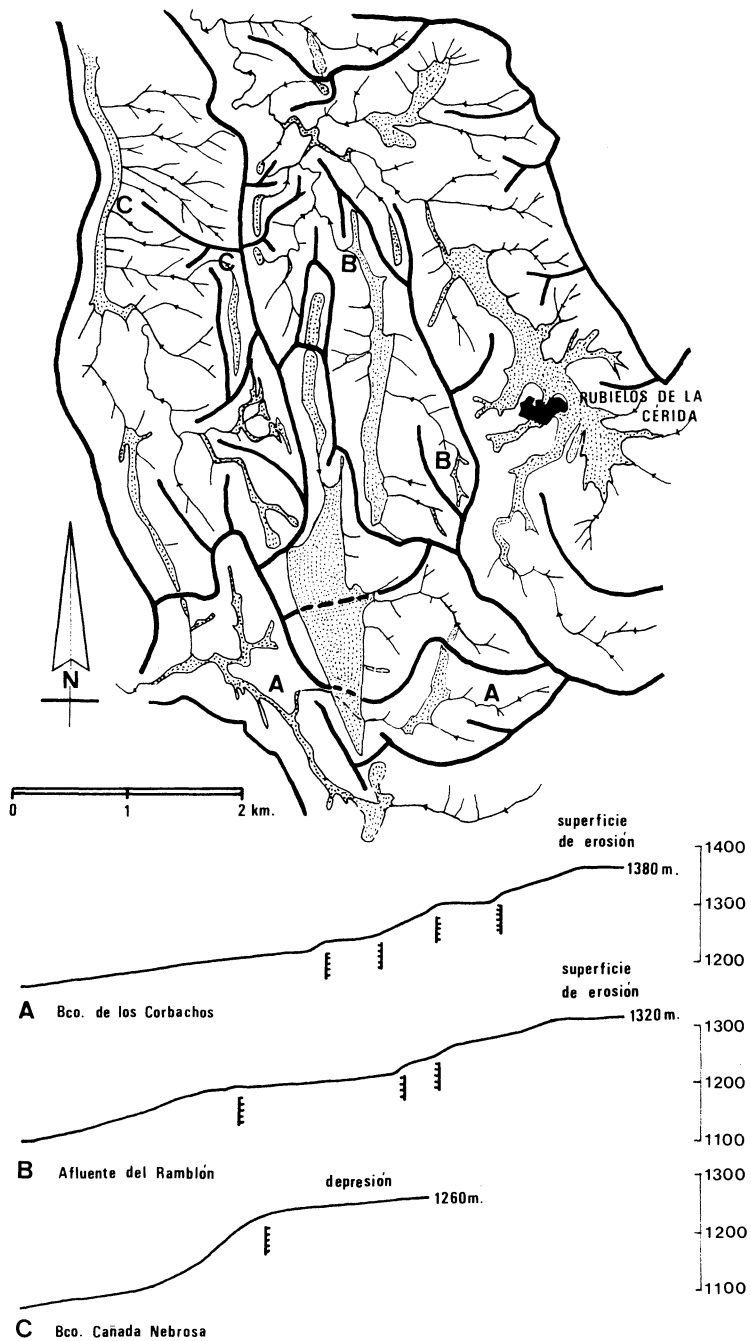 C
C
B
RUBIELOS DE LA
CÉRIDA
B
N
A
A
0 1 2 km.
superficie
de erosión
1400
1380 m.
1300
1200
A Bco. de los Corbachos
superficie
de erosión
1320 m.
1300
1200
1100
B Afluente del Ramblón
depresión
1300
1260m.
1200
1100
C Bco. Cañada Nebrosa